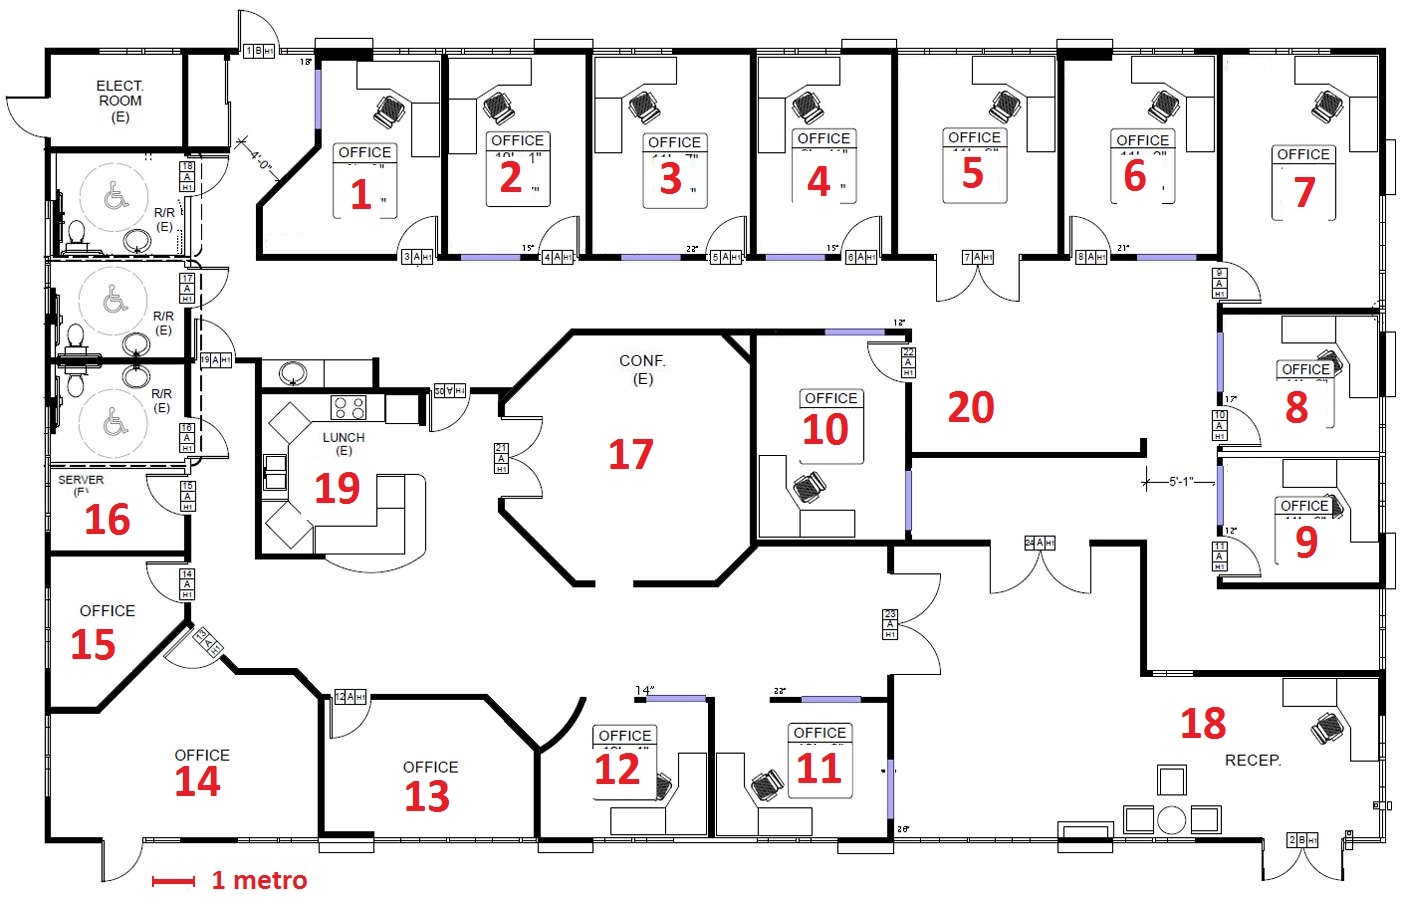 1 B H1
18"
ELECT.
ROOM
(E)
4'-0"
OFFICE
1
OFFICE
2
OFFICE
3
OFFICE
4
OFFICE
5
OFFICE
6
OFFICE
7
18
A
H1
R/R
(E)
15"
22"
15"
21"
3 A H1
4 A H1
5 A H1
6 A H1
7 A H1
8 A H1
9
A
H1
17
A
H1
R/R
(E)
19 A H1
12"
22
A
H1
CONF.
(E)
OFFICE
8
17"
10
A
H1
20 A H1
R/R
(E)
16
A
H1
OFFICE
10
20
LUNCH
(E)
19
21
A
H1
17
SERVER
16
15
A
H1
5'-1"
OFFICE
9
12"
11
A
H1
24 A H1
14
A
H1
OFFICE
15
13
A
H1
23
A
H1
12 A H1
14"
22"
OFFICE
14
OFFICE
13
OFFICE
12
OFFICE
11
18
RECEP.
26"
2 B H1
1 metro